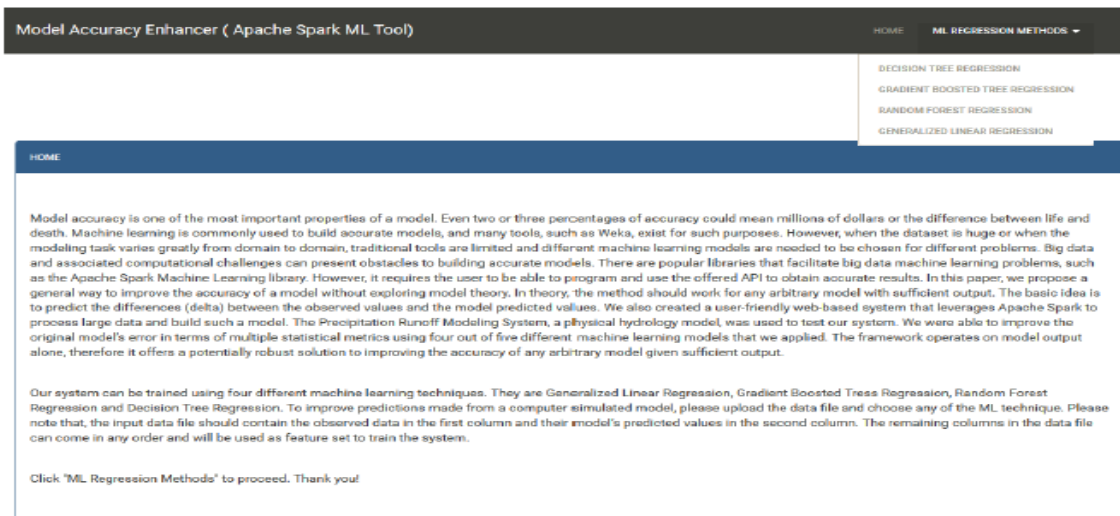 Model Accuracy Enhancer ( Apache Spark ML Tool)
HOME
ML REGRESSION METHODS
DECISION TREE REGRESSION
GRADIENT BOOSTED TREE REGRESSION
RANDOM FOREST REGRESSION
GENERALIZED LINEAR REGRESSION
HOME
Model accuracy is one of the most important properties of a model. Even two or three percentages of accuracy could mean millions of dollars or the difference between life and
death. Machine learning is commonly used to build accurate models, and many tools, such as Weka, exist for such purposes. However, when the dataset is huge or when the
modeling task varies greatly from domain to domain, traditional tools are limited and different machine learning models are needed to be chosen for different problems. Big data
and associated computational challenges can present obstacles to building accurate models. There are popular libraries that facilitate big data machine learning problems, such
as the Apache Spark Machine Learning library. However, it requires the user to be able to program and use the offered API to obtain accurate results. In this paper, we propose a
general way to improve the accuracy of a model without exploring model theory. In theory, the method should work for any arbitrary model with sufficient output. The basic idea is
to predict the differences (delta) between the observed values and the model predicted values. We also created a user-friendly web-based system that leverages Apache Spark to
process large data and build such a model. The Precipitation Runoff Modeling System, a physical hydrology model, was used to test our system. We were able to improve the
original model's error in terms of multiple statistical metrics using four out of five different machine learning models that we applied. The framework operates on model output
alone, therefore it offers a potentially robust solution to improving the accuracy of any arbitrary model given sufficient output.
Our system can be trained using four different machine learning techniques. They are Generalized Linear Regression, Gradient Boosted Tress Regression, Random Forest
Regression and Decision Tree Regression. To improve predictions made from a computer simulated model, please upload the data file and choose any of the ML technique. Please
note that, the input data file should contain the observed data in the first column and their model's predicted values in the second column. The remaining columns in the data file
can come in any order and will be used as feature set to train the system.
Click "ML Regression Methods" to proceed. Thank you!